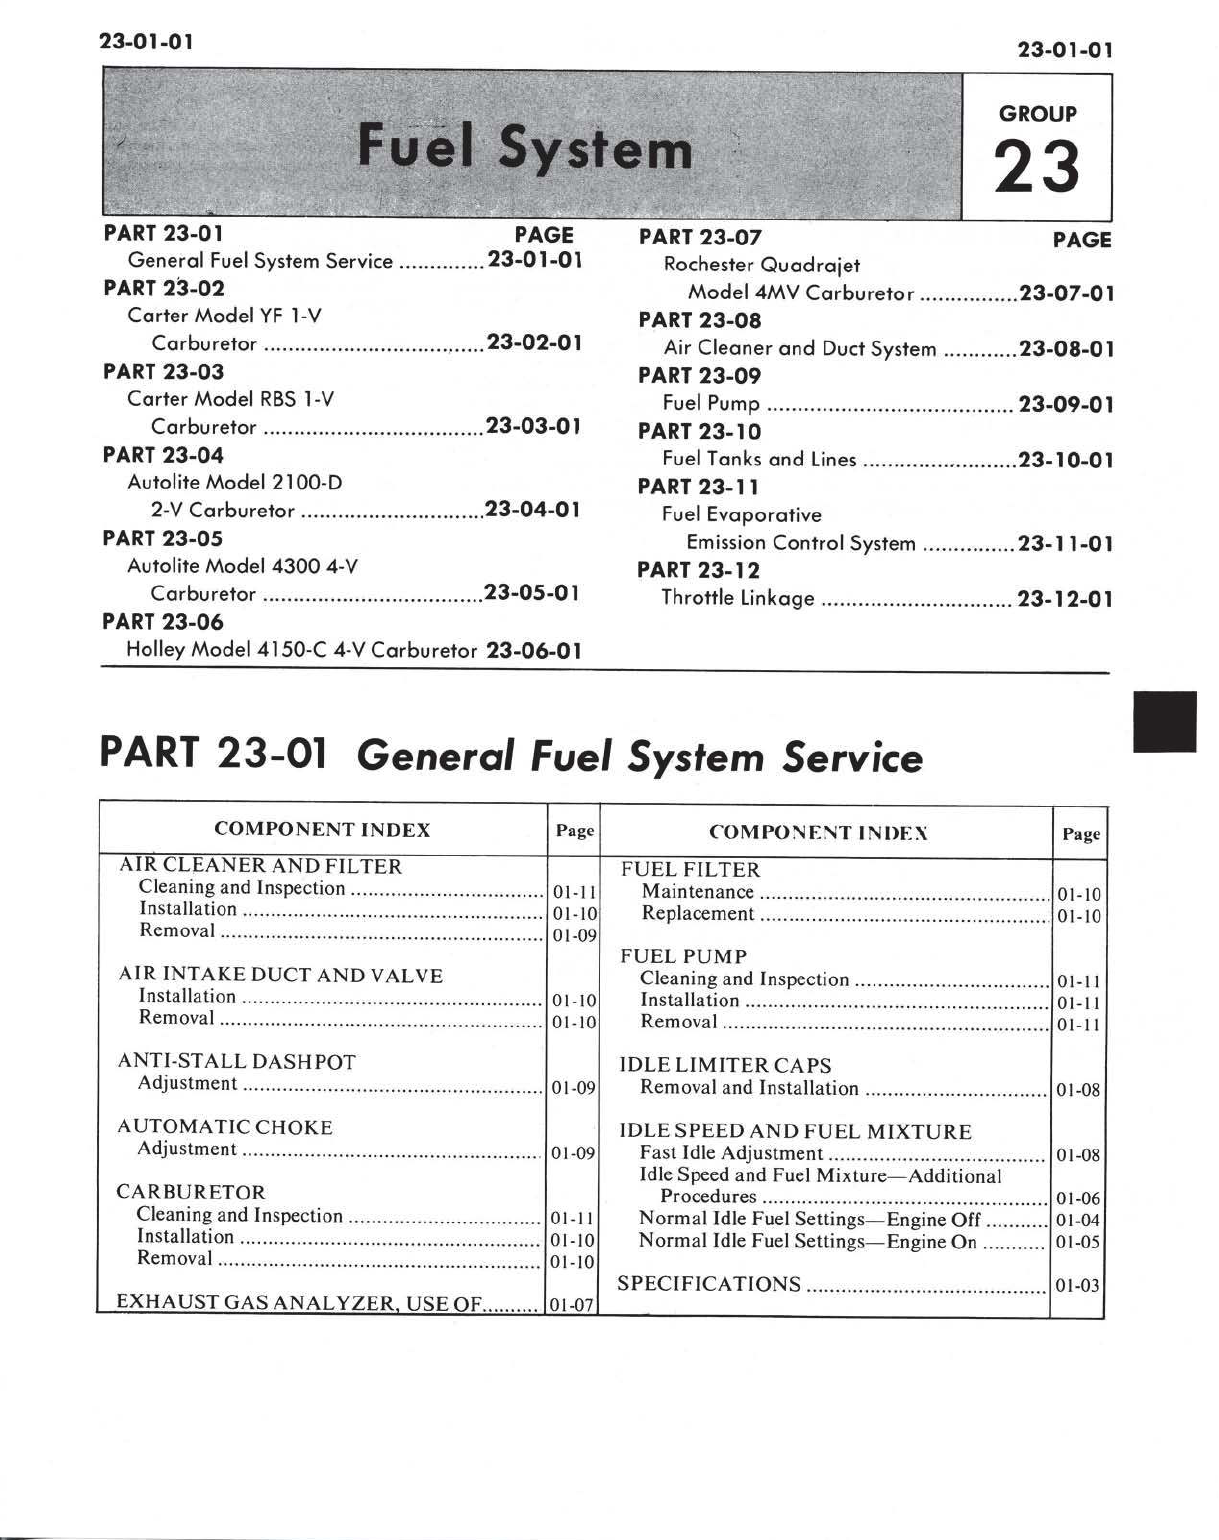 23-01-01
23-01-01
Fuel System
GROUP
23
PART 23-01 PAGE
General Fuel System Service .............. 23-01-01
PART 23-02
Carter Model YF 1-V
Carburetor .................................... 23-02-01
PART 23-03
Carter Model RBS 1-V
Carburetor .................................... 23-03-01
PART 23-04
Autolite Model 2100-D
2-V Carburetor .............................. 23-04-01
PART 23-05
Autolite Model 4300 4-V
Carburetor .................................... 23-05-01
PART 23-06
Holley Model 4150-C 4-V Carburetor 23-06-01
PART 23-07 PAGE
Rochester Quadrajet
Model 4MV Carburetor ................ 23-07-01
PART 23-08
Air Cleaner and Duct System ............ 23-08-01
PART 23-09
Fuel Pump ........................................ 23-09-01
PART 23-10
Fuel Tanks and Lines ......................... 23-10-01
PART 23-11
Fuel Evaporative
Emission Control System ............... 23-11-01
PART 23-12
Throttle Linkage ............................... 23-12-01
PART 23-01 General Fuel System Service
COMPONENT INDEX Page
AIR CLEANER AND FILTER
Cleaning and Inspection .................................. 01-11
Installation ..................................................... 01-10
Removal ......................................................... 01-09
AIR INTAKE DUCT AND VALVE
Installation ..................................................... 01-10
Removal ......................................................... 01-10
ANTI-STALL DASHPOT
Adjustment ..................................................... 01-09
AUTOMATIC CHOKE
Adjustment ..................................................... 01-09
CARBURETOR
Cleaning and Inspection .................................. 01-11
Installation ..................................................... 01-10
Removal ......................................................... 01-10
EXHAUST GAS ANALYZER, USE OF .......... 01-07
COMPONENT INDEX Page
FUEL FILTER
Maintenance ................................................... 01-10
Replacement ................................................... 01-10
FUEL PUMP
Cleaning and Inspection .................................. 01-11
Installation ..................................................... 01-11
Removal ......................................................... 01-11
IDLE LIMITER CAPS
Removal and Installation ................................ 01-08
IDLE SPEED AND FUEL MIXTURE
Fast Idle Adjustment ...................................... 01-08
Idle Speed and Fuel Mixture—Additional
Procedures .................................................. 01-06
Normal Idle Fuel Settings—Engine Off ........... 01-04
Normal Idle Fuel Settings—Engine On ........... 01-05
SPECIFICATIONS .......................................... 01-03